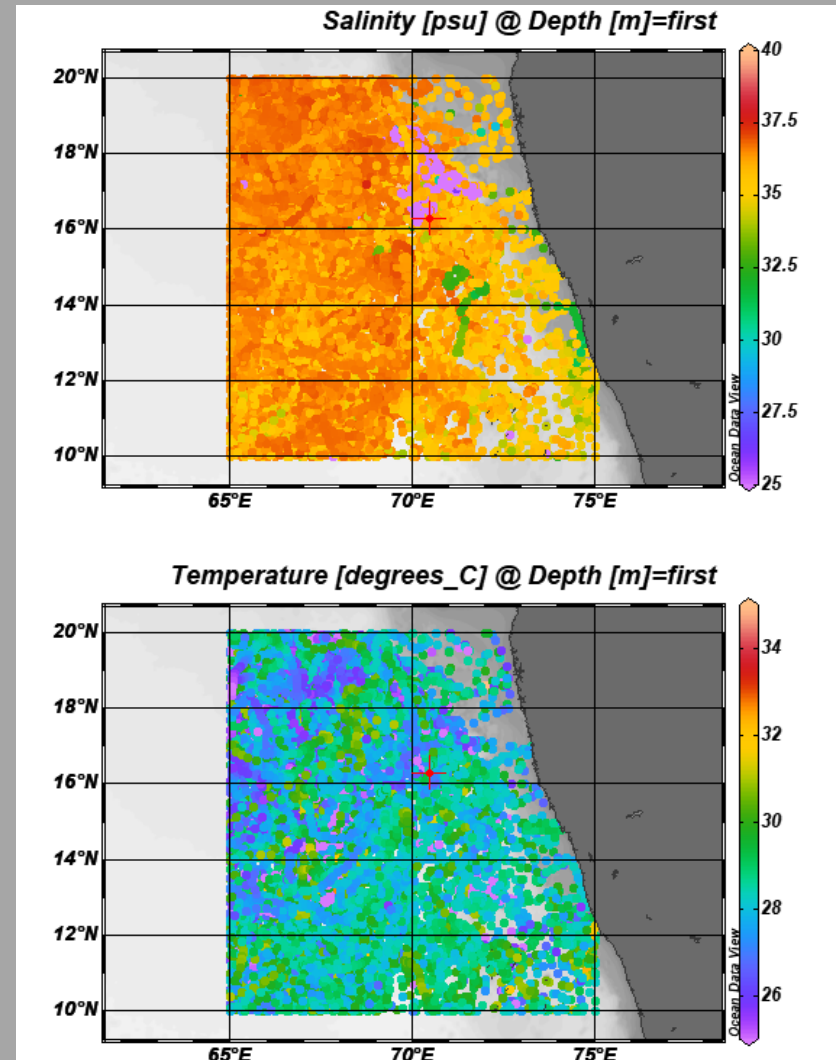 Salinity [psu] @ Depth [m]=first
20°N
18°N
16°N
14°N
12°N
10°N
65°E
70°E
75°E
40
37.5
35
32.5
30
27.5
25
Ocean Data View
Temperature [degrees_C] @ Depth [m]=first
20°N
18°N
16°N
14°N
12°N
10°N
65°E
70°E
75°E
34
32
30
28
26
Ocean Data View